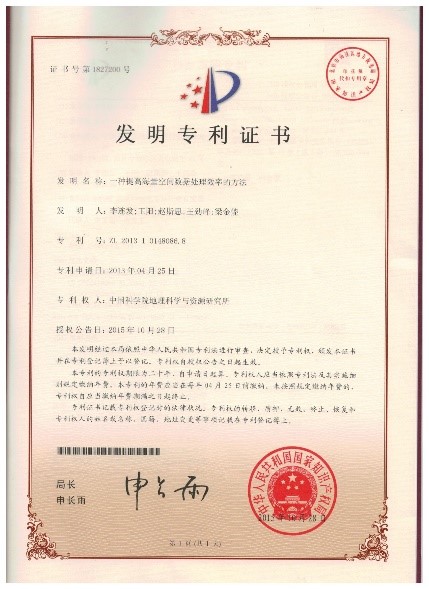 证书号第1827200号
发明专利证书
发明名称:一种提高海量空间数据处理效率的方法
发明人:李连发;王阳;赵斯思;王劲峰;梁金能
专利号:ZL 2013 1 0148086.8
专利申请日:2013年04月25日
专利权人:中国科学院地理科学与资源研究所
授权公告日:2015年10月28日
本发明经过本局依照中华人民共和国专利法进行审查,决定授予专利权,颁发本证书
并在专利登记簿上予以登记。专利权自授权公告之日起生效。
本专利的专利权期限为二十年,自申请日起算。专利权人应当依照专利法及其实施细
则规定缴纳年费。本专利的年费应当在每年04月25日前缴纳。未按照规定缴纳年费的,
专利权自应当缴纳年费期满之日起终止。
专利证书记载专利权登记时的法律状况。专利权的转移、质押、无效、终止、恢复和
专利权人的姓名或名称、国籍、地址变更等事项记载在专利登记簿上。
局长
申长雨
申长雨
中华人民共和国国家知识产权局
2015年10月28日
第1页(共1页)